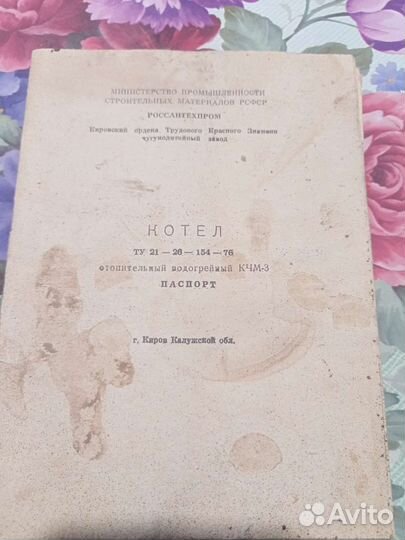 МИНИСТЕРСТВО ПРОМЫШЛЕННОСТИ
СТРОИТЕЛЬНЫХ МАТЕРИАЛОВ РСФСР
РОССАНТЕХПРОМ
Кировский ордена Трудового Красного Знамени
чугунолитейный завод
КОТЕЛ
ТУ 21 — 26 — 154 — 76
отопительный водогрейный КЧМ-3
ПАСПОРТ
г. Киров Калужской обл.
Avito